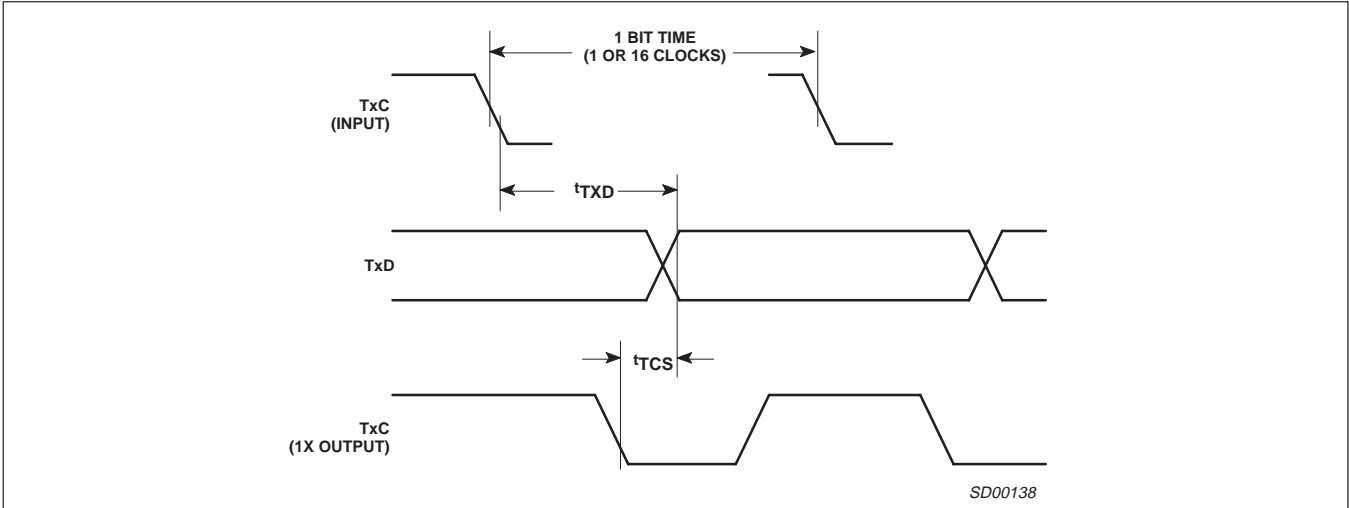 1 BIT TIME
(1 OR 16 CLOCKS)
TxC
(INPUT)
tTXD
TxD
tTCS
TxC
(1X OUTPUT)
SD00138